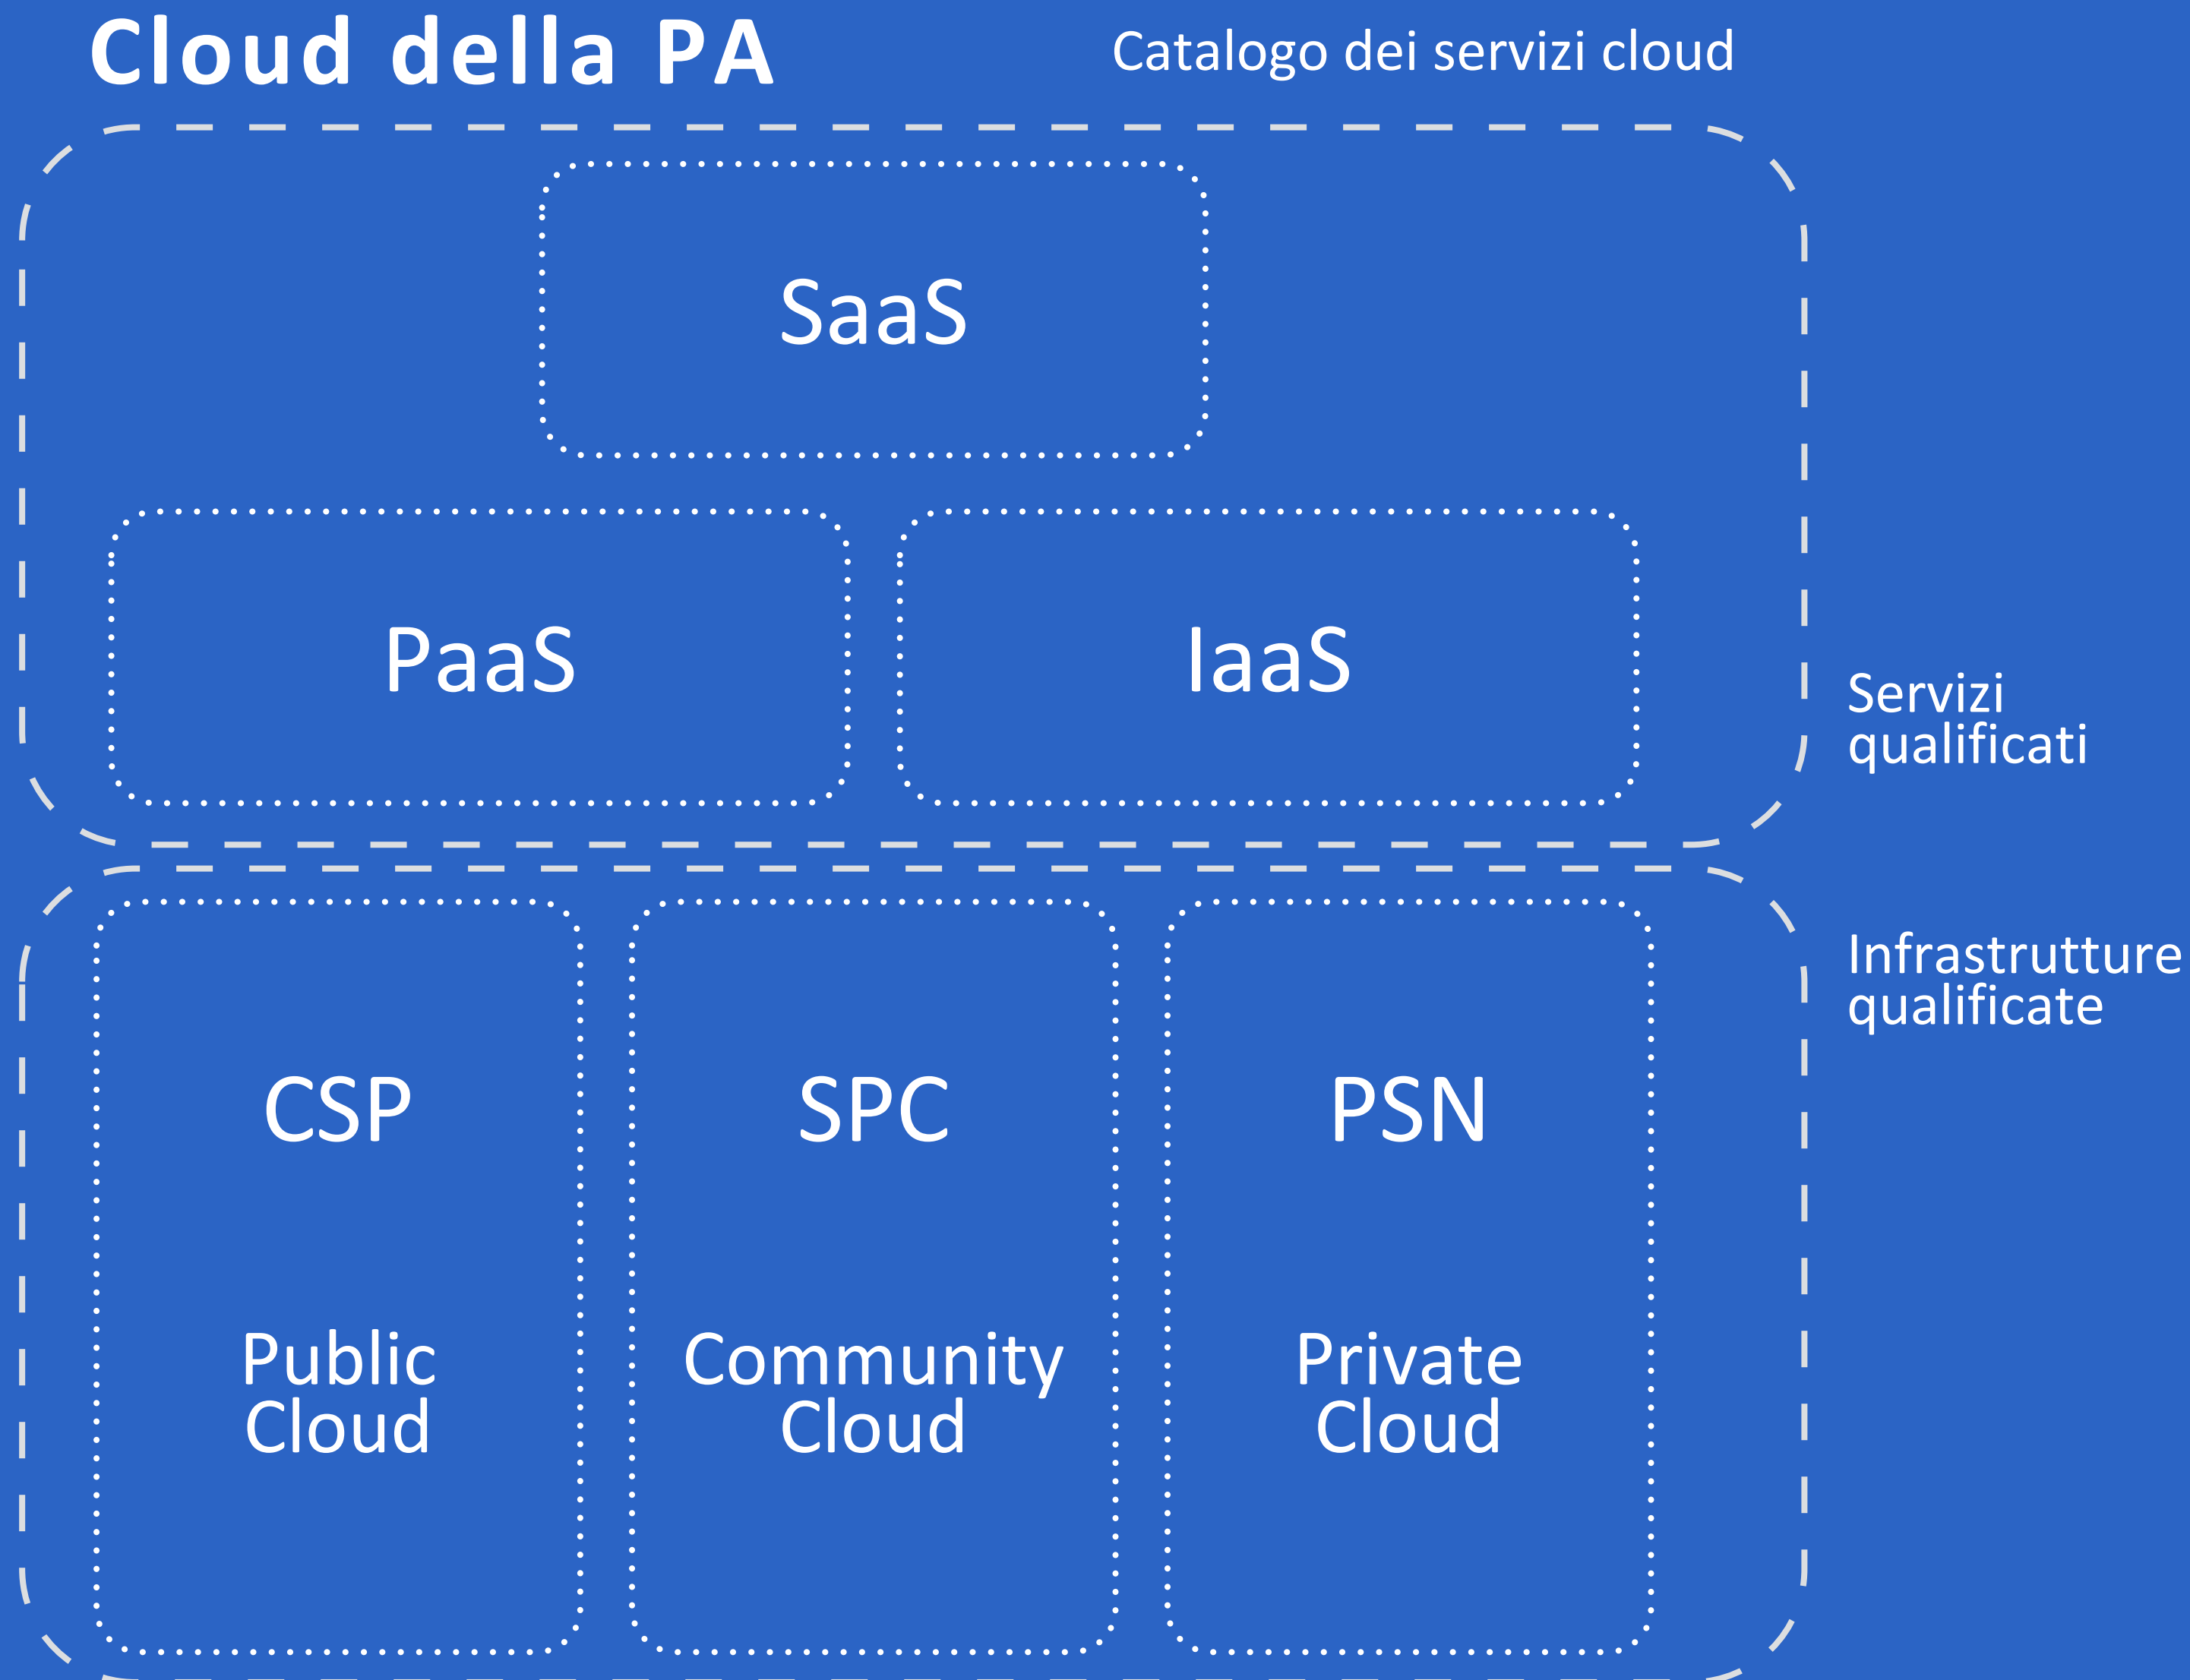 Cloud della PA
Catalogo dei servizi cloud
SaaS
PaaS
IaaS
Servizi
qualificati
Infrastrutture
qualificate
CSP
SPC
PSN
Public
Cloud
Community
Cloud
Private
Cloud